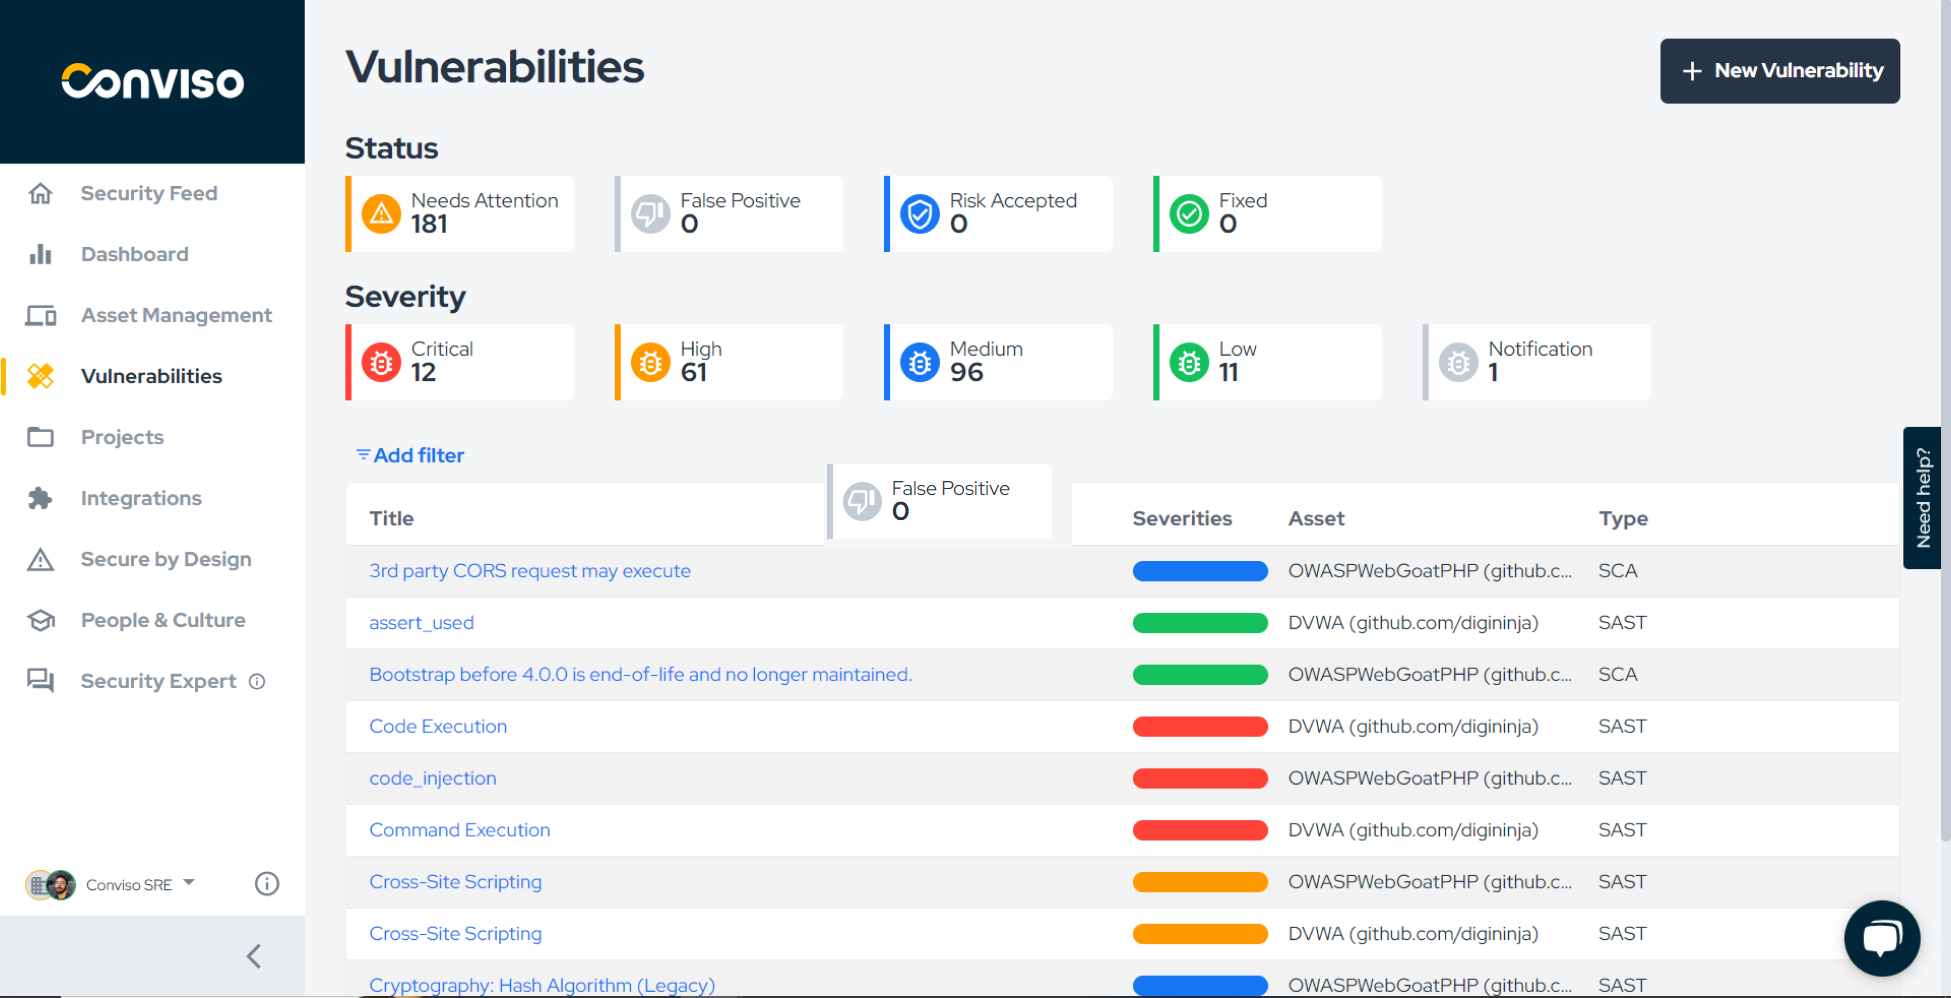 CONVISO
Security Feed
Dashboard
Asset Management
Vulnerabilities
Projects
Integrations
Secure by Design
People & Culture
Security Expert
Conviso SRE
Vulnerabilities
+ New Vulnerability
Status
Needs Attention
181
False Positive
0
Risk Accepted
0
Fixed
0
Severity
Critical
12
High
61
Medium
96
Low
11
Notification
1
Add filter
False Positive
0
Title Severities Asset Type
3rd party CORS request may execute OWASPWebGoatPHP (github.c... SCA
assert_used DVWA (github.com/digininja) SAST
Bootstrap before 4.0.0 is end-of-life and no longer maintained. OWASPWebGoatPHP (github.c... SCA
Code Execution DVWA (github.com/digininja) SAST
code_injection OWASPWebGoatPHP (github.c... SAST
Command Execution DVWA (github.com/digininja) SAST
Cross-Site Scripting OWASPWebGoatPHP (github.c... SAST
Cross-Site Scripting DVWA (github.com/digininja) SAST
Cryptography: Hash Algorithm (Legacy) OWASPWebGoatPHP (github.c... SAST
Need help?